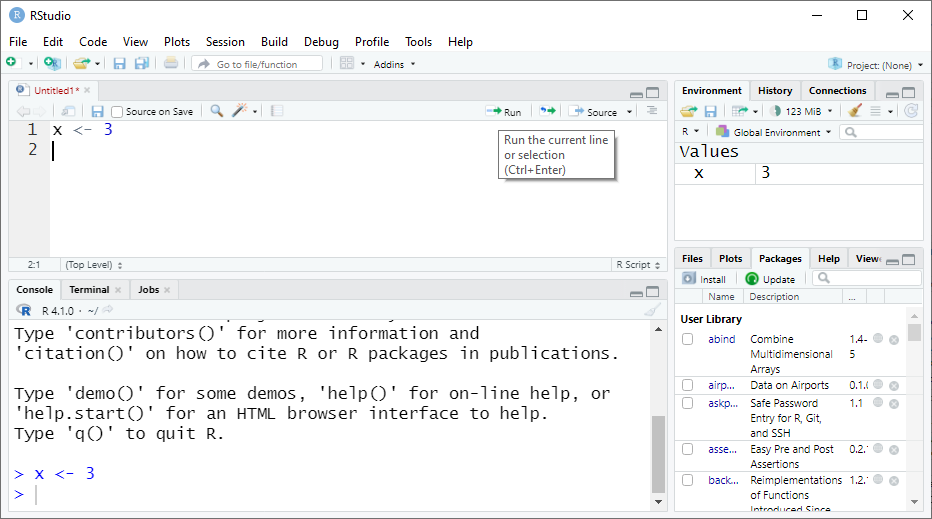 RStudio
File Edit Code View Plots Session Build Debug Profile Tools Help
Go to file/function Addins Project: (None)
Untitled1*
Source on Save Run Source
1 x <- 3
2
Run the current line
or selection
(Ctrl+Enter)
2:1 (Top Level) R Script
Console Terminal Jobs
R 4.1.0 · ~/
Type 'contributors()' for more information and
'citation()' on how to cite R or R packages in publications.
Type 'demo()' for some demos, 'help()' for on-line help, or
'help.start()' for an HTML browser interface to help.
Type 'q()' to quit R.
> x <- 3
>
Environment History Connections
123 MiB
R Global Environment
Values
x 3
Files Plots Packages Help
Install Update
Name Description ...
User Library
abind Combine Multidimensional Arrays 1.4-5
airp... Data on Airports 0.1.
askp... Safe Password Entry for R, Git, and SSH 1.1
asse... Easy Pre and Post Assertions 0.2.
back... Reimplementations of Functions Introduced Since 1.2.